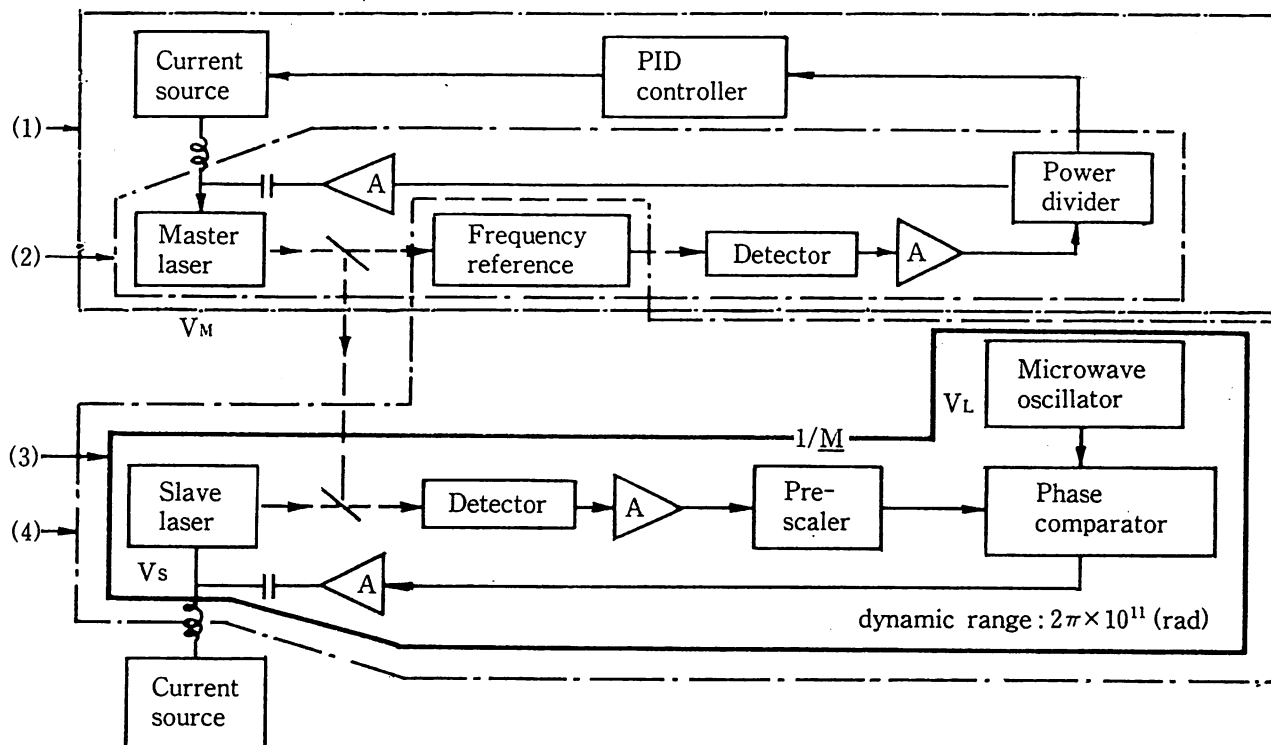 Current
source
PID
controller
(1)
A
Power
divider
Master
laser
Frequency
reference
Detector
A
(2)
VM
Microwave
oscillator
VL
1/M
(3)
Slave
laser
Detector
A
Pre-
scaler
Phase
comparator
(4)
VS
A
dynamic range : 2π×10¹¹ (rad)
Current
source